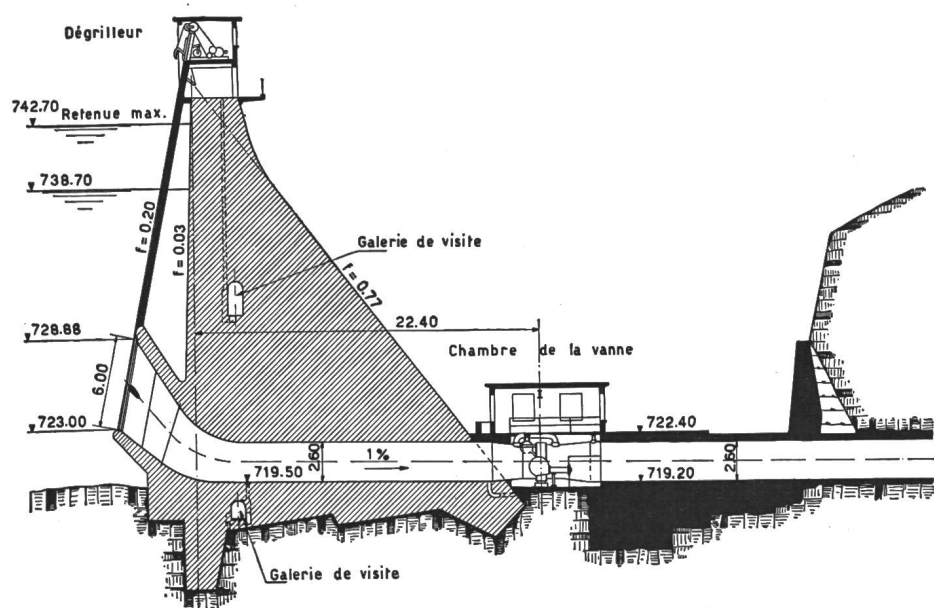 Dégrilleur
742.70
Retenue max.
738.70
f = 0.20
f = 0.03
Galerie de visite
f = 0.77
22.40
728.88
Chambre de la vanne
6.00
723.00
722.40
2.60
1%
719.50
719.20
2.60
Galerie de visite